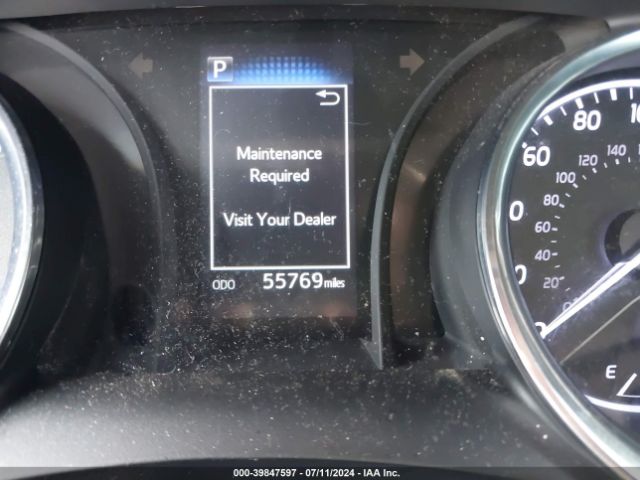 P
Maintenance
Required
Visit Your Dealer
ODO 55769 miles
80
60
120
140
100
80
60
40
20
E
000-39847597 - 07/11/2024 - IAA Inc.